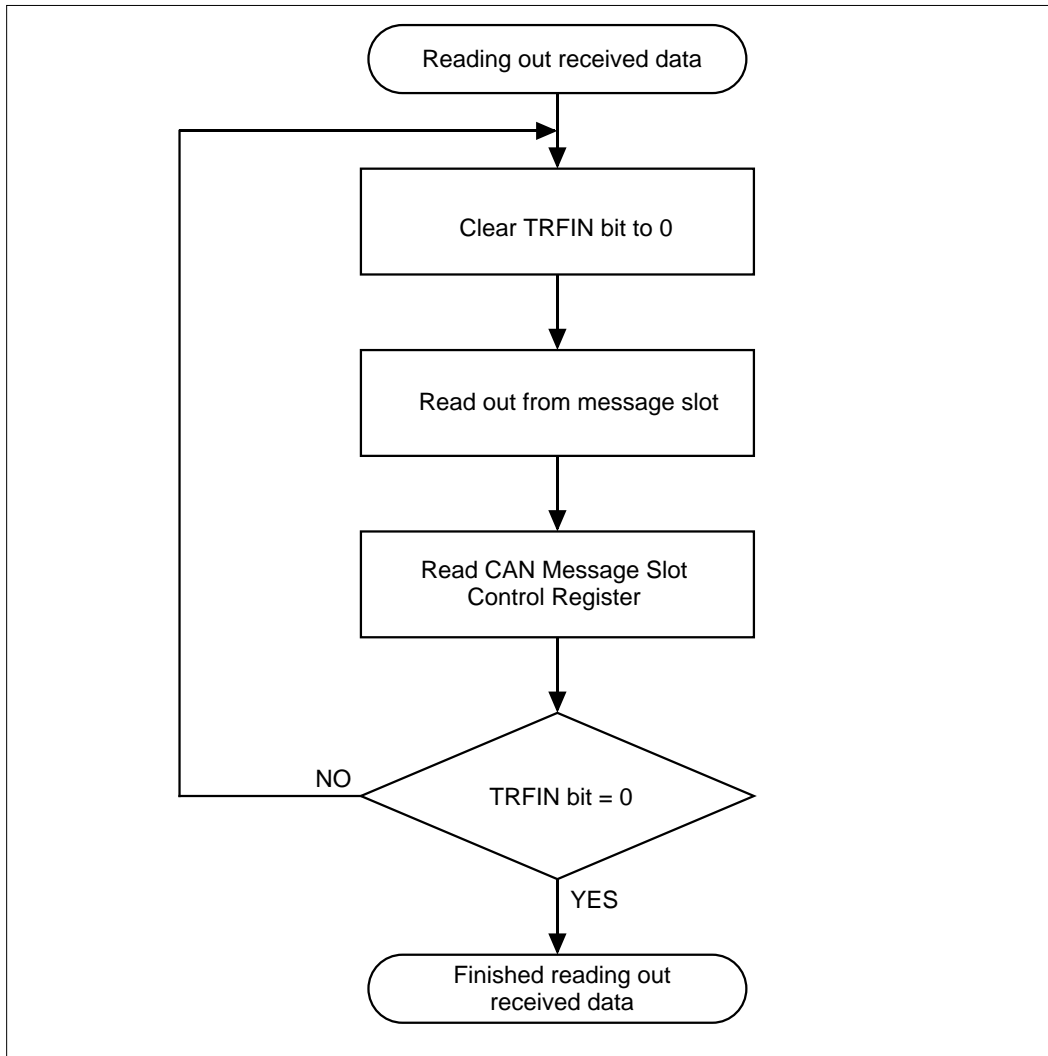 Reading out received data
Clear TRFIN bit to 0
Read out from message slot
Read CAN Message Slot
Control Register
NO
TRFIN bit = 0
YES
Finished reading out
received data